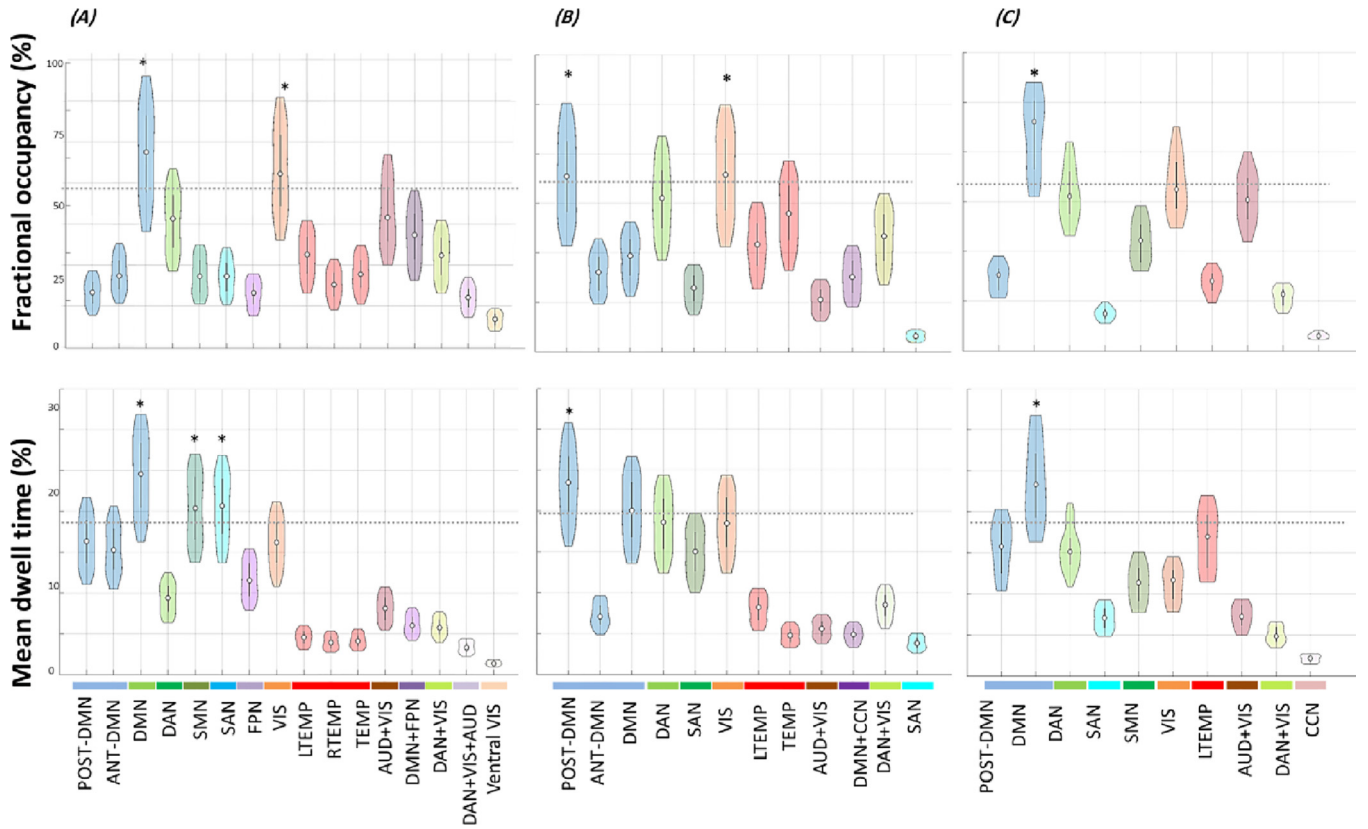 (A)
(B)
(C)
Fractional occupancy (%)
100
75
50
25
0
*
*
*
*
*
Mean dwell time (%)
30
20
10
0
*
*
*
*
*
POST-DMN
ANT-DMN
DMN
DAN
SMN
SAN
FPN
VIS
LTEMP
RTEMP
TEMP
AUD+VIS
DMN+FPN
DAN+VIS
DAN+VIS+AUD
Ventral VIS
POST-DMN
ANT-DMN
DMN
DAN
SAN
VIS
LTEMP
TEMP
AUD+VIS
DMN+CCN
DAN+VIS
SAN
POST-DMN
DMN
DAN
SAN
SMN
VIS
LTEMP
AUD+VIS
DAN+VIS
CCN